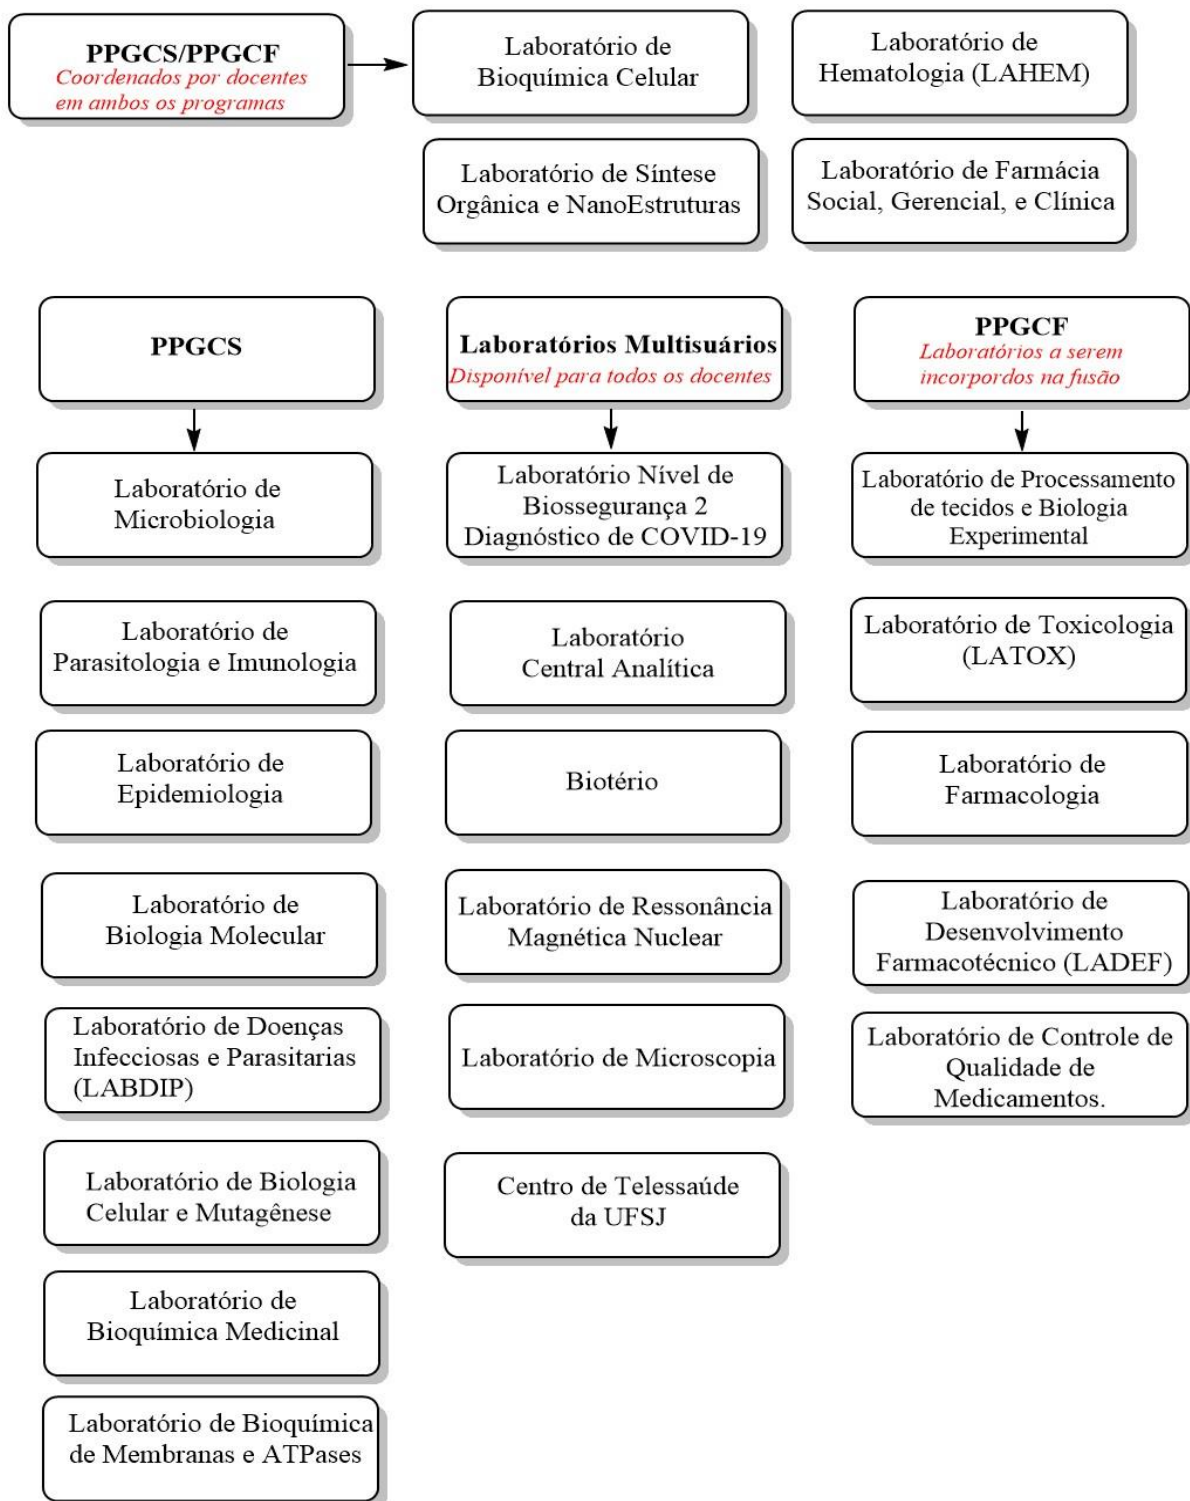 PPGCS/PPGCF
Coordenados por docentes
em ambos os programas
Laboratório de
Bioquímica Celular
Laboratório de
Hematologia (LAHEM)
Laboratório de Síntese
Orgânica e NanoEstruturas
Laboratório de Farmácia
Social, Gerencial, e Clínica
PPGCS
Laboratório de
Microbiologia
Laboratório de
Parasitologia e Imunologia
Laboratório de
Epidemiologia
Laboratório de
Biologia Molecular
Laboratório de Doenças
Infecciosas e Parasitarias
(LABDIP)
Laboratório de Biologia
Celular e Mutagênese
Laboratório de
Bioquímica Medicinal
Laboratório de Bioquímica
de Membranas e ATPases
Laboratórios Multisuários
Disponível para todos os docentes
Laboratório Nível de
Biossegurança 2
Diagnóstico de COVID-19
Laboratório
Central Analítica
Biotério
Laboratório de Ressonância
Magnética Nuclear
Laboratório de Microscopia
Centro de Telessaúde
da UFSJ
PPGCF
Laboratórios a serem
incorpordos na fusão
Laboratório de Processamento
de tecidos e Biologia
Experimental
Laboratório de Toxicologia
(LATOX)
Laboratório de
Farmacologia
Laboratório de
Desenvolvimento
Farmacotécnico (LADEF)
Laboratório de Controle de
Qualidade de
Medicamentos.